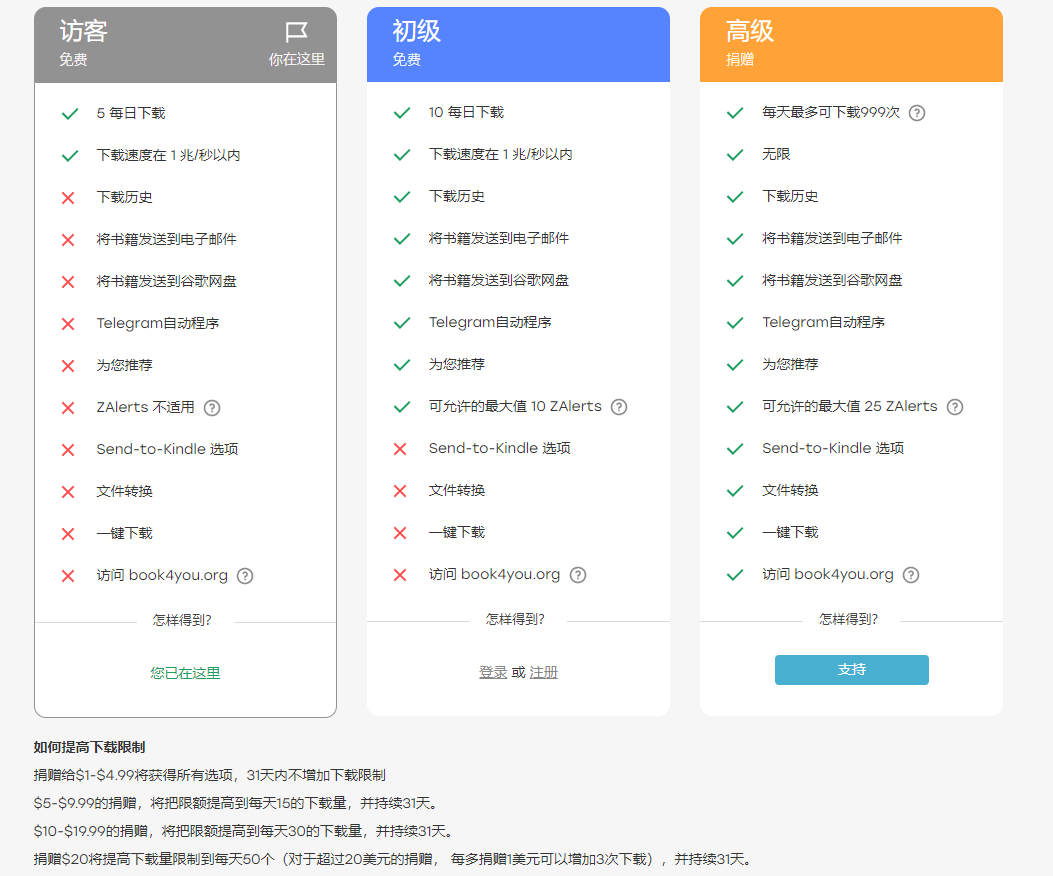 访客
免费
你在这里
5 每日下载
下载速度在 1 兆/秒以内
下载历史
将书籍发送到电子邮件
将书籍发送到谷歌网盘
Telegram自动程序
为您推荐
ZAlerts 不适用 ?
Send-to-Kindle 选项
文件转换
一键下载
访问 book4you.org ?
怎样得到?
您已在这里
初级
免费
10 每日下载
下载速度在 1 兆/秒以内
下载历史
将书籍发送到电子邮件
将书籍发送到谷歌网盘
Telegram自动程序
为您推荐
可允许的最大值 10 ZAlerts ?
Send-to-Kindle 选项
文件转换
一键下载
访问 book4you.org ?
怎样得到?
登录 或 注册
高级
捐赠
每天最多可下载999次 ?
无限
下载历史
将书籍发送到电子邮件
将书籍发送到谷歌网盘
Telegram自动程序
为您推荐
可允许的最大值 25 ZAlerts ?
Send-to-Kindle 选项
文件转换
一键下载
访问 book4you.org ?
怎样得到?
支持
如何提高下载限制
捐赠给$1-$4.99将获得所有选项，31天内不增加下载限制
$5-$9.99的捐赠，将把限额提高到每天15的下载量，并持续31天。
$10-$19.99的捐赠，将把限额提高到每天30的下载量，并持续31天。
捐赠$20将提高下载量限制到每天50个（对于超过20美元的捐赠， 每多捐赠1美元可以增加3次下载），并持续31天。